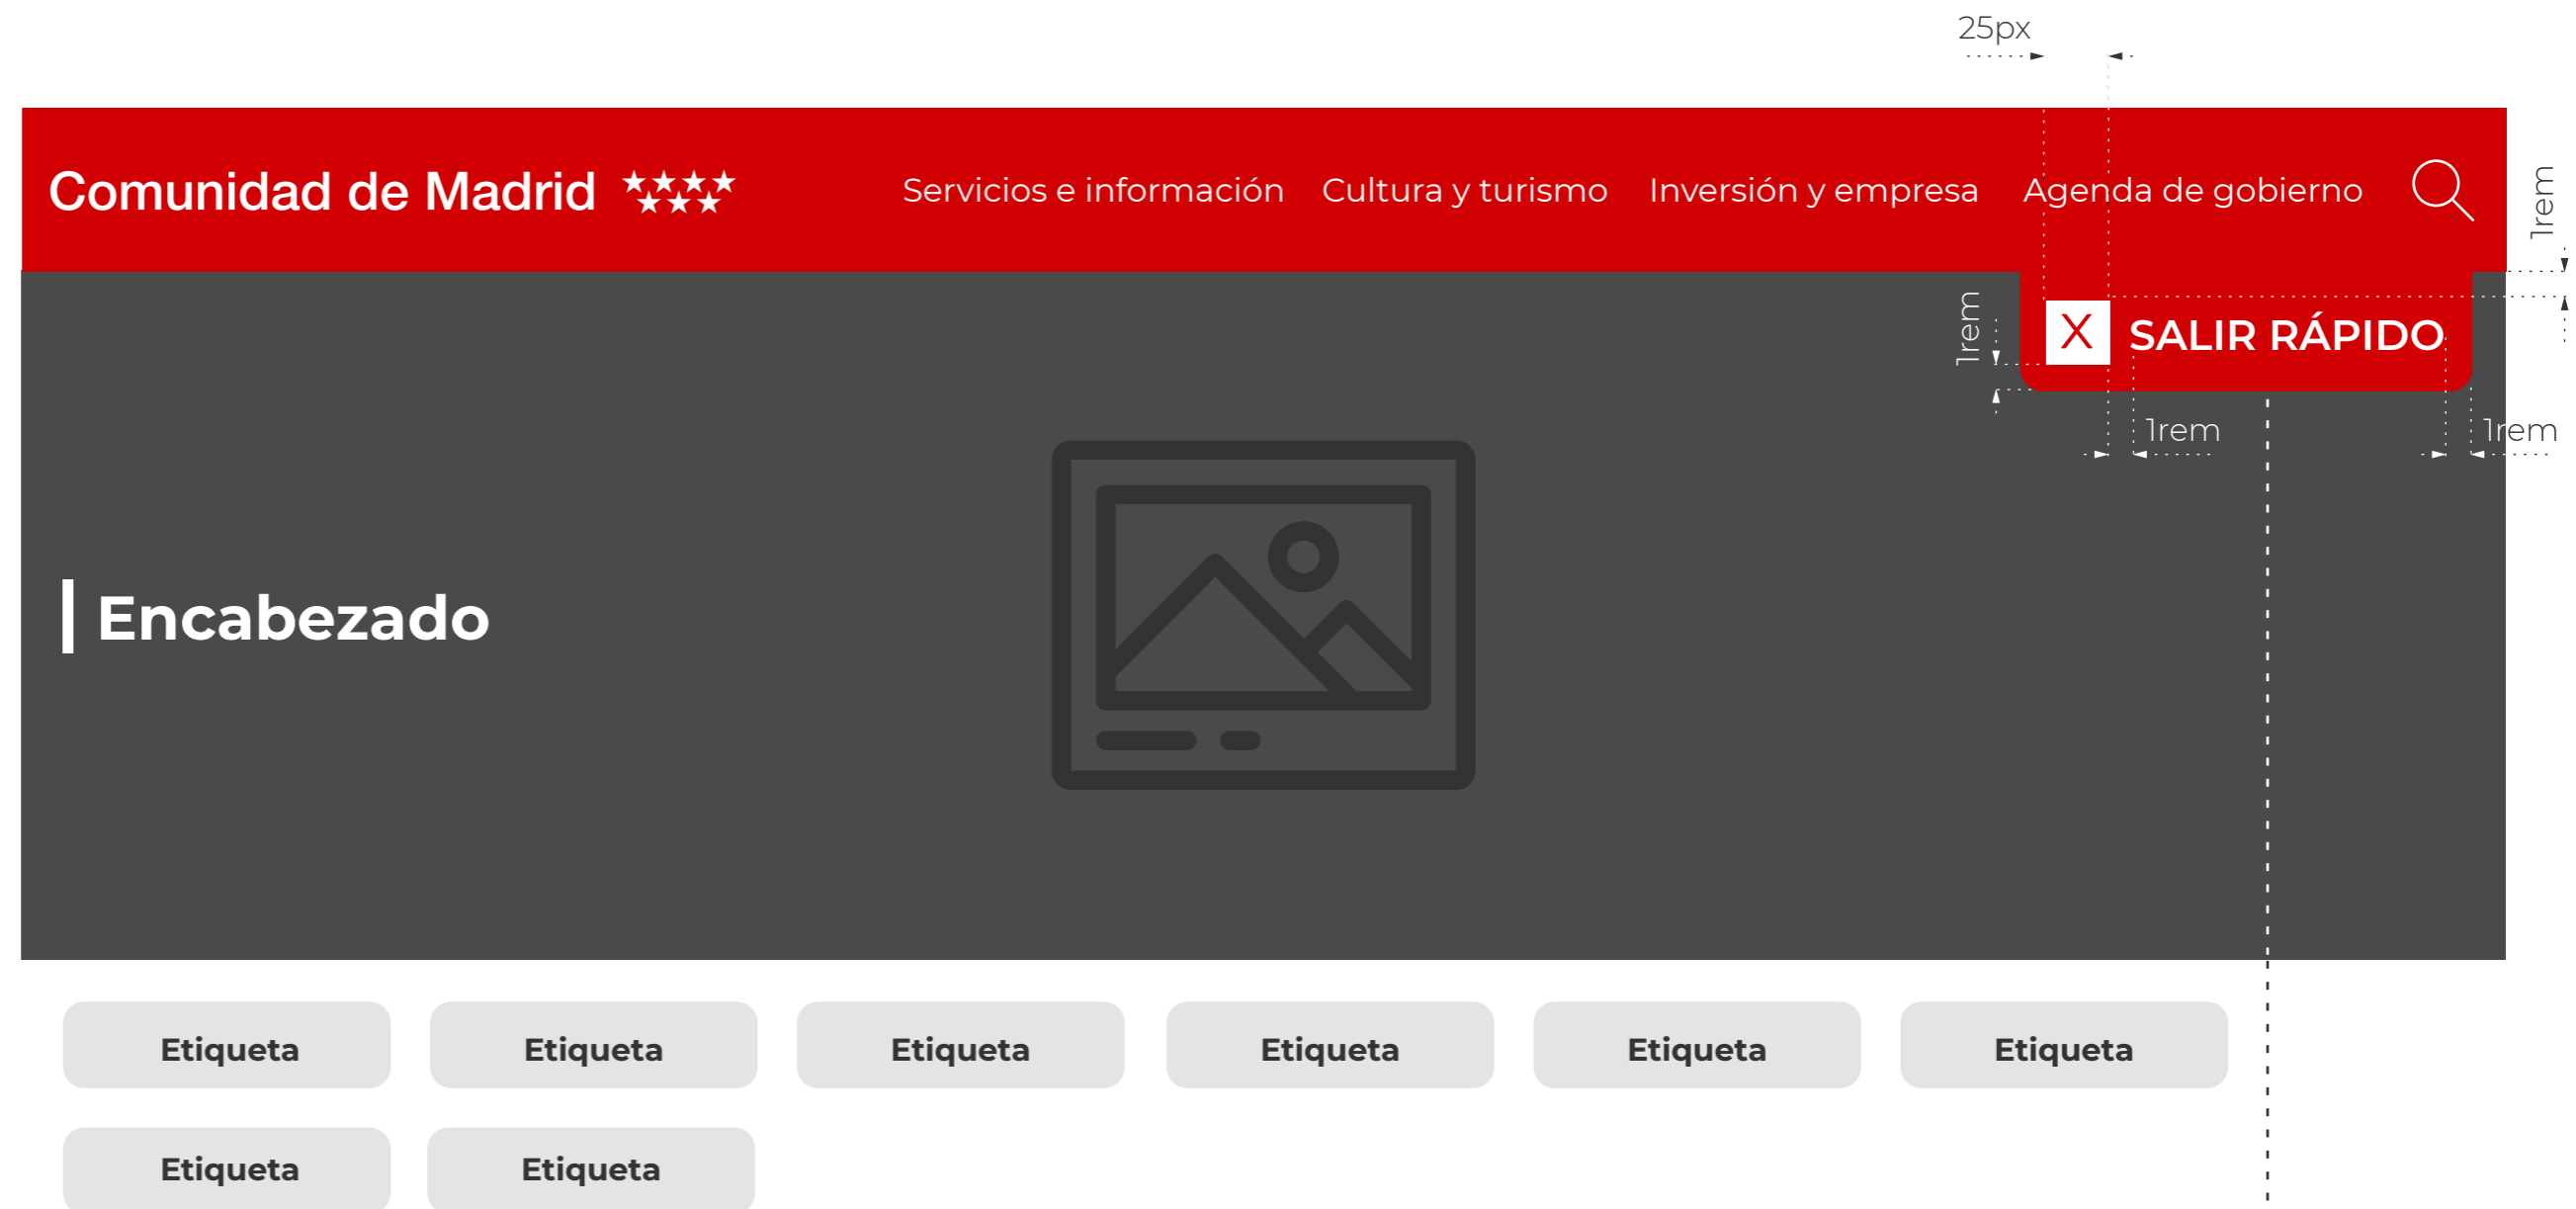 25px
Comunidad de Madrid
Servicios e información
Cultura y turismo
Inversión y empresa
Agenda de gobierno
1rem
1rem
X SALIR RÁPIDO
1rem
1rem
Encabezado
Etiqueta
Etiqueta
Etiqueta
Etiqueta
Etiqueta
Etiqueta
Etiqueta
Etiqueta